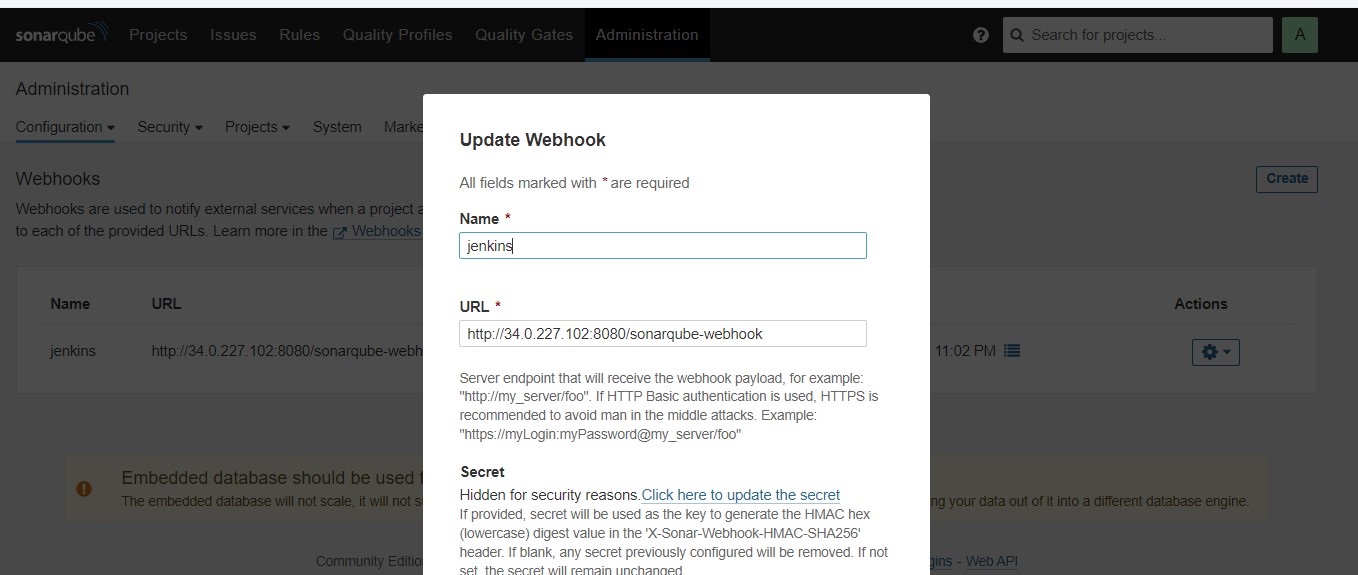 sonarqube Projects Issues Rules Quality Profiles Quality Gates Administration ? Search for projects... A
Administration
Configuration Security Projects System Marke
Webhooks
Create
Webhooks are used to notify external services when a project a
to each of the provided URLs. Learn more in the Webhooks
Name URL Actions
jenkins http://34.0.227.102:8080/sonarqube-webh 11:02 PM
Update Webhook
All fields marked with * are required
Name *
jenkins
URL *
http://34.0.227.102:8080/sonarqube-webhook
Server endpoint that will receive the webhook payload, for example:
"http://my_server/foo". If HTTP Basic authentication is used, HTTPS is
recommended to avoid man in the middle attacks. Example:
"https://myLogin:myPassword@my_server/foo"
Secret
Hidden for security reasons.Click here to update the secret
If provided, secret will be used as the key to generate the HMAC hex
(lowercase) digest value in the 'X-Sonar-Webhook-HMAC-SHA256'
header. If blank, any secret previously configured will be removed. If not
set, the secret will remain unchanged.
Embedded database should be used f
The embedded database will not scale, it will not s ng your data out of it into a different database engine.
Community Editio gins - Web API